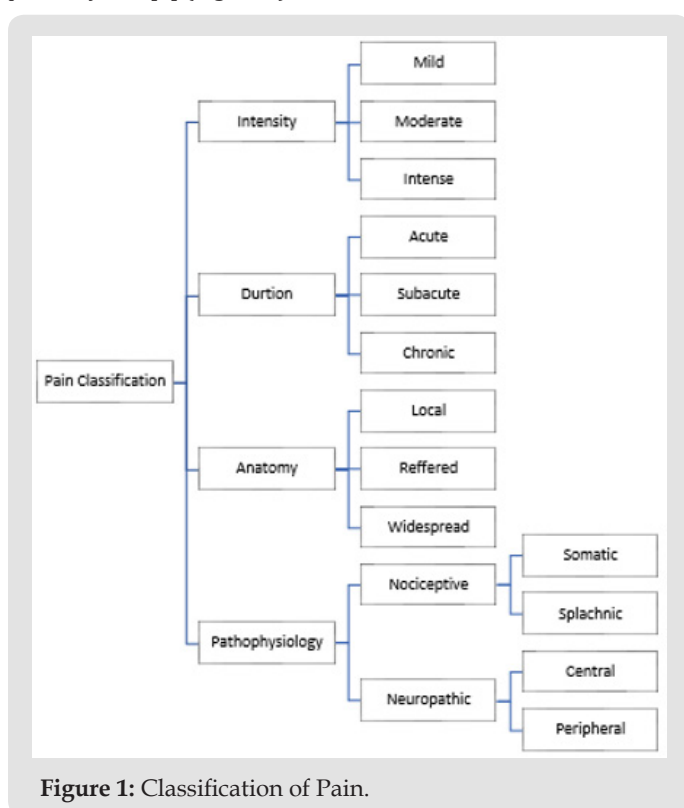 Mild
Intensity
Moderate
Intense
Acute
Durtion
Subacute
Chronic
Pain Classification
Local
Anatomy
Reffered
Widespread
Somatic
Nociceptive
Splachnic
Pathophysiology
Central
Neuropathic
Peripheral
Figure 1: Classification of Pain.